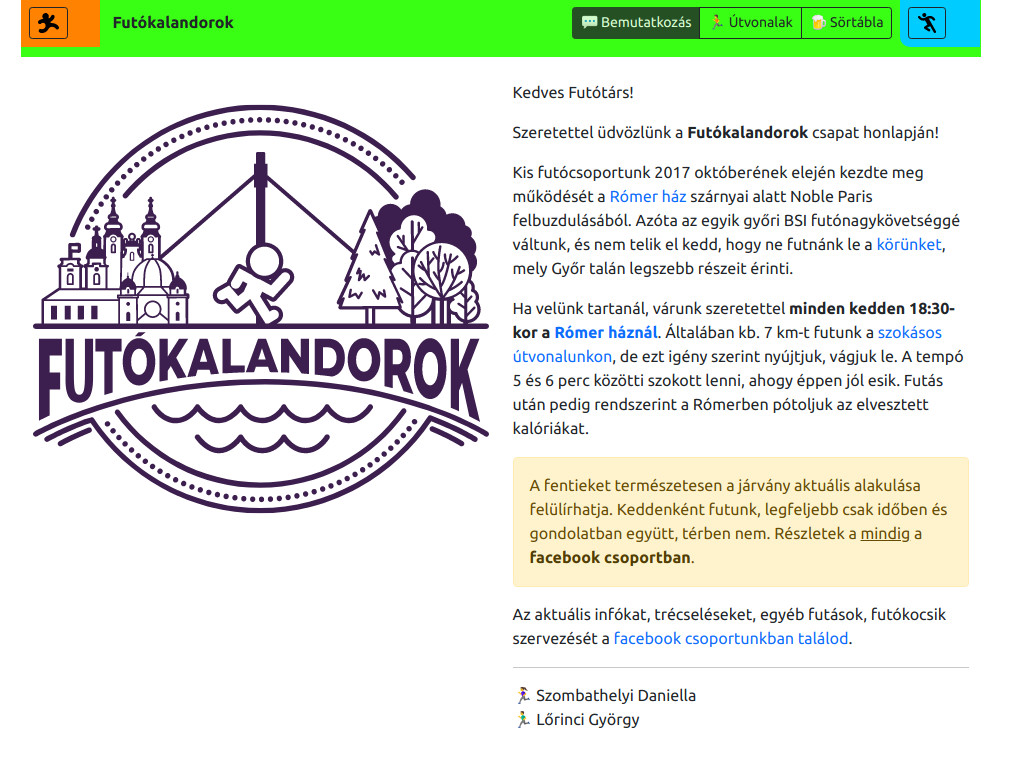 Futókalandorok
Bemutatkozás
Útvonalak
Sörtábla
FUTÓKALANDOROK
Kedves Futótárs!
Szeretettel üdvözlünk a Futókalandorok csapat honlapján!
Kis futócsoportunk 2017 októberének elején kezdte meg
működését a Rómer ház szárnyai alatt Noble Paris
felbuzdulásából. Azóta az egyik győri BSI futónagykövetséggé
váltunk, és nem telik el kedd, hogy ne futnánk le a körünket,
mely Győr talán legszebb részeit érinti.
Ha velünk tartanál, várunk szeretettel minden kedden 18:30-
kor a Rómer háznál. Általában kb. 7 km-t futunk a szokásos
útvonalunkon, de ezt igény szerint nyújtjuk, vágjuk le. A tempó
5 és 6 perc közötti szokott lenni, ahogy éppen jól esik. Futás
után pedig rendszerint a Rómerben pótoljuk az elvesztett
kalóriákat.
A fentieket természetesen a járvány aktuális alakulása
felülírhatja. Keddenként futunk, legfeljebb csak időben és
gondolatban együtt, térben nem. Részletek a mindig a
facebook csoportban.
Az aktuális infókat, trécseléseket, egyéb futások, futókocsik
szervezését a facebook csoportunkban találod.
Szombathelyi Daniella
Lőrinci György